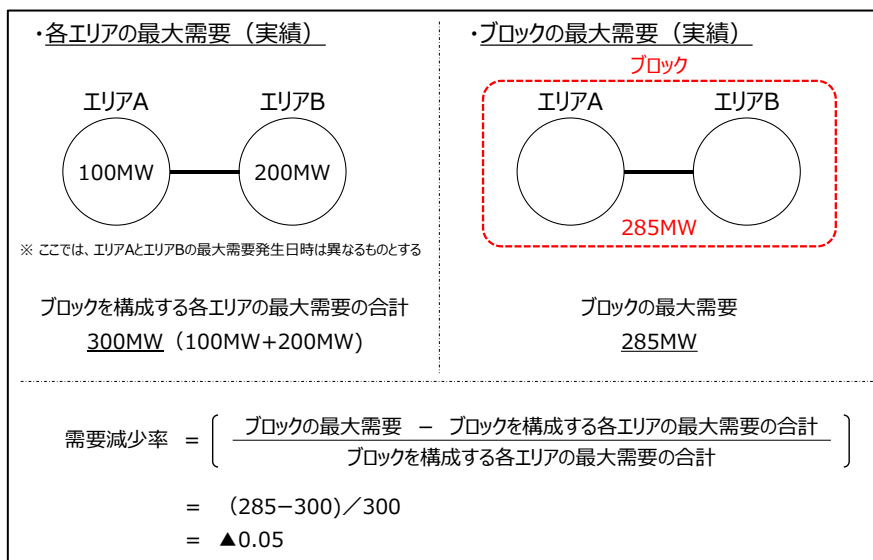 ・各エリアの最大需要（実績）
エリアA
エリアB
100MW
200MW
※ ここでは、エリアAとエリアBの最大需要発生日時は異なるものとする
ブロックを構成する各エリアの最大需要の合計
300MW（100MW+200MW）
・ブロックの最大需要（実績）
ブロック
エリアA
エリアB
285MW
ブロックの最大需要
285MW
需要減少率 ＝
ブロックの最大需要 － ブロックを構成する各エリアの最大需要の合計
ブロックを構成する各エリアの最大需要の合計
＝ (285−300)／300
＝ ▲0.05